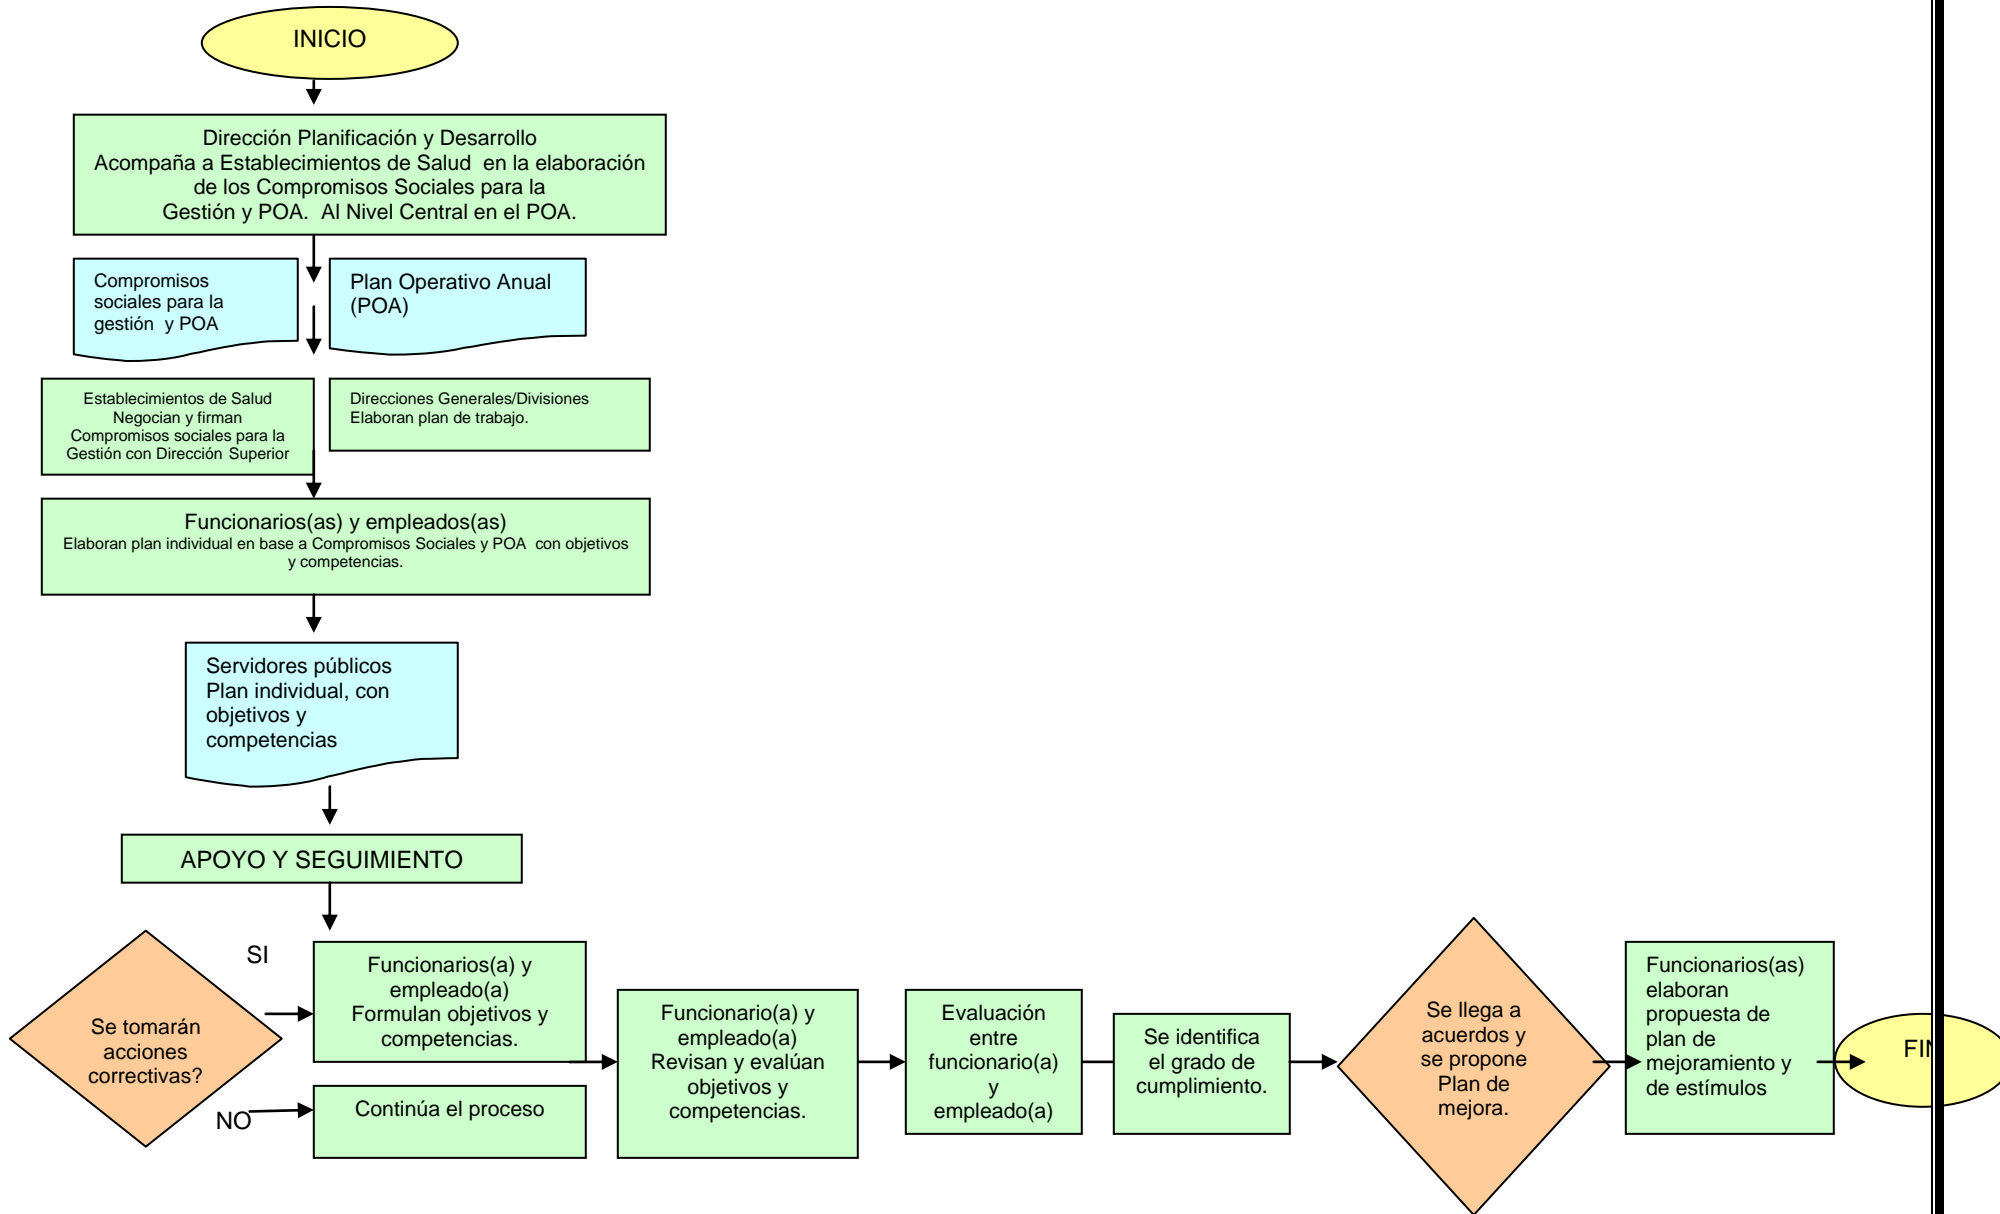 INICIO
Dirección Planificación y Desarrollo
Acompaña a Establecimientos de Salud en la elaboración
de los Compromisos Sociales para la
Gestión y POA. Al Nivel Central en el POA.
Compromisos
sociales para la
gestión y POA
Plan Operativo Anual
(POA)
Establecimientos de Salud
Negocian y firman
Compromisos sociales para la
Gestión con Dirección Superior
Direcciones Generales/Divisiones
Elaboran plan de trabajo.
Funcionarios(as) y empleados(as)
Elaboran plan individual en base a Compromisos Sociales y POA con objetivos
y competencias.
Servidores públicos
Plan individual, con
objetivos y
competencias
APOYO Y SEGUIMIENTO
Se tomarán
acciones
correctivas?
SI
Funcionarios(a) y
empleado(a)
Formulan objetivos y
competencias.
NO
Continúa el proceso
Funcionario(a) y
empleado(a)
Revisan y evalúan
objetivos y
competencias.
Evaluación
entre
funcionario(a)
y
empleado(a)
Se identifica
el grado de
cumplimiento.
Se llega a
acuerdos y
se propone
Plan de
mejora.
Funcionarios(as)
elaboran
propuesta de
plan de
mejoramiento y
de estímulos
FIN